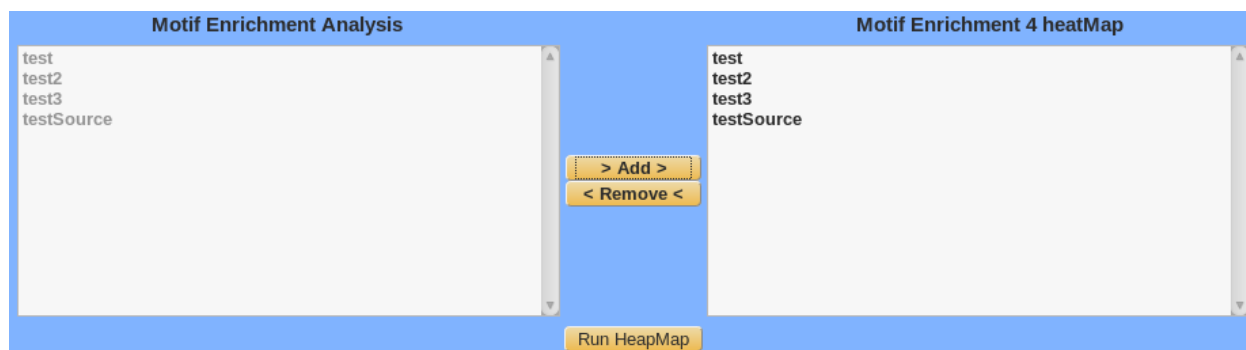 Motif Enrichment Analysis
Motif Enrichment 4 heatMap
test
test2
test3
testSource
> Add >
< Remove <
test
test2
test3
testSource
Run HeapMap